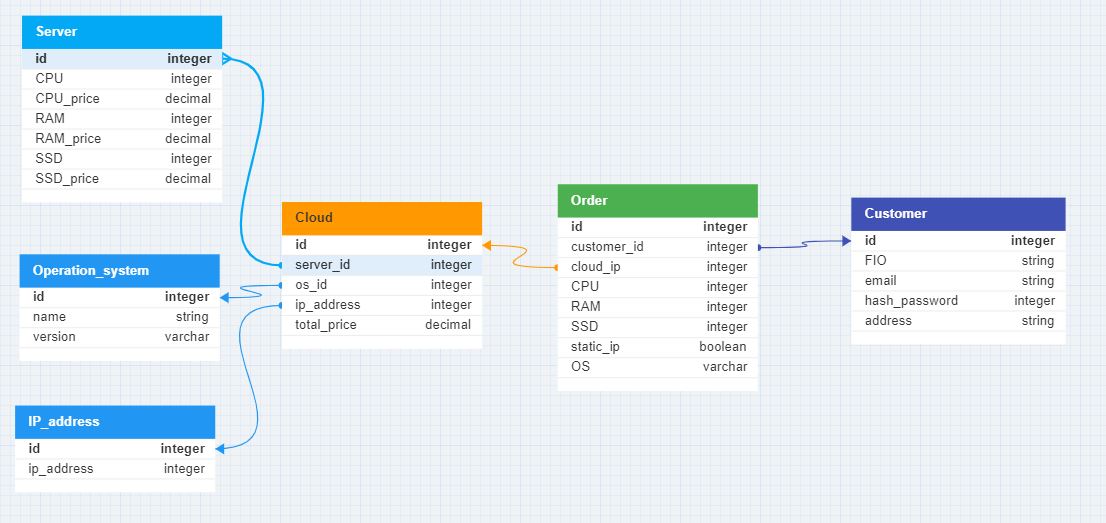 Server
id integer
CPU integer
CPU_price decimal
RAM integer
RAM_price decimal
SSD integer
SSD_price decimal
Operation_system
id integer
name string
version varchar
IP_address
id integer
ip_address integer
Cloud
id integer
server_id integer
os_id integer
ip_address integer
total_price decimal
Order
id integer
customer_id integer
cloud_ip integer
CPU integer
RAM integer
SSD integer
static_ip boolean
OS varchar
Customer
id integer
FIO string
email string
hash_password integer
address string